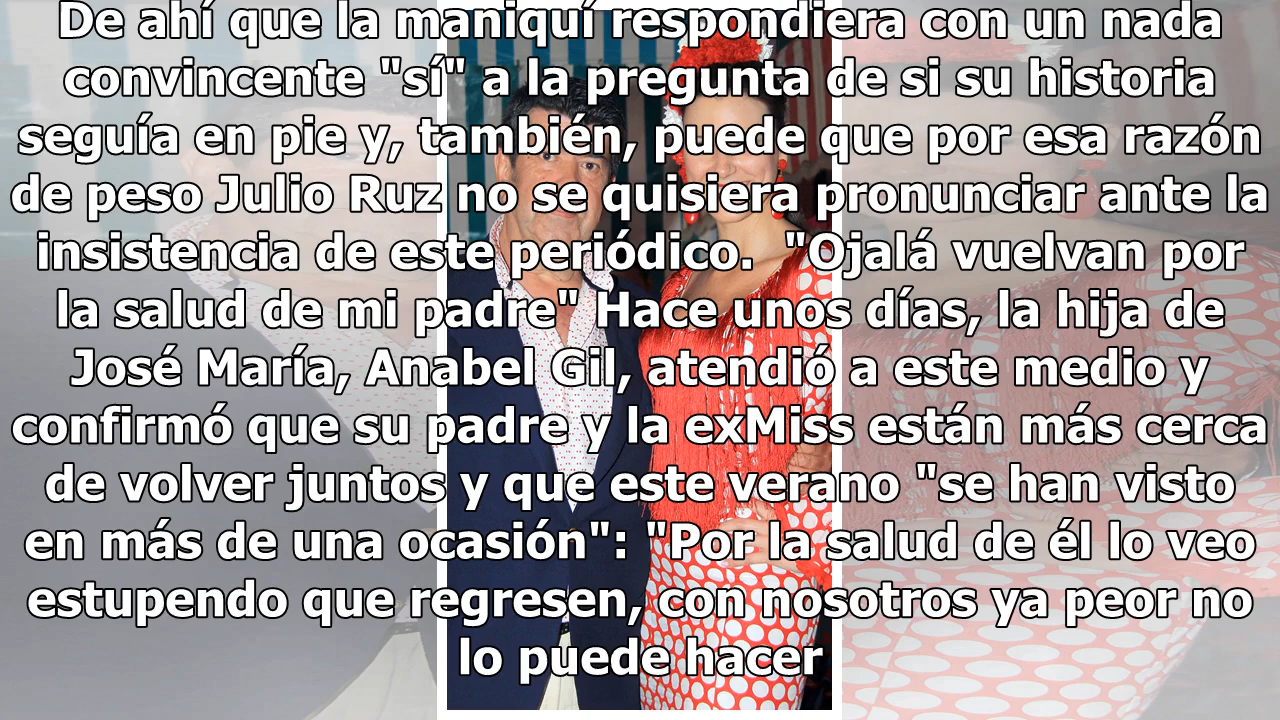 De ahí que la maniquí respondiera con un nada
convincente "sí" a la pregunta de si su historia
seguía en pie y, también, puede que por esa razón
de peso Julio Ruz no se quisiera pronunciar ante la
insistencia de este periódico.  "Ojalá vuelvan por
la salud de mi padre" Hace unos días, la hija de
José María, Anabel Gil, atendió a este medio y
confirmó que su padre y la exMiss están más cerca
de volver juntos y que este verano "se han visto
en más de una ocasión": "Por la salud de él lo veo
estupendo que regresen, con nosotros ya peor no
lo puede hacer